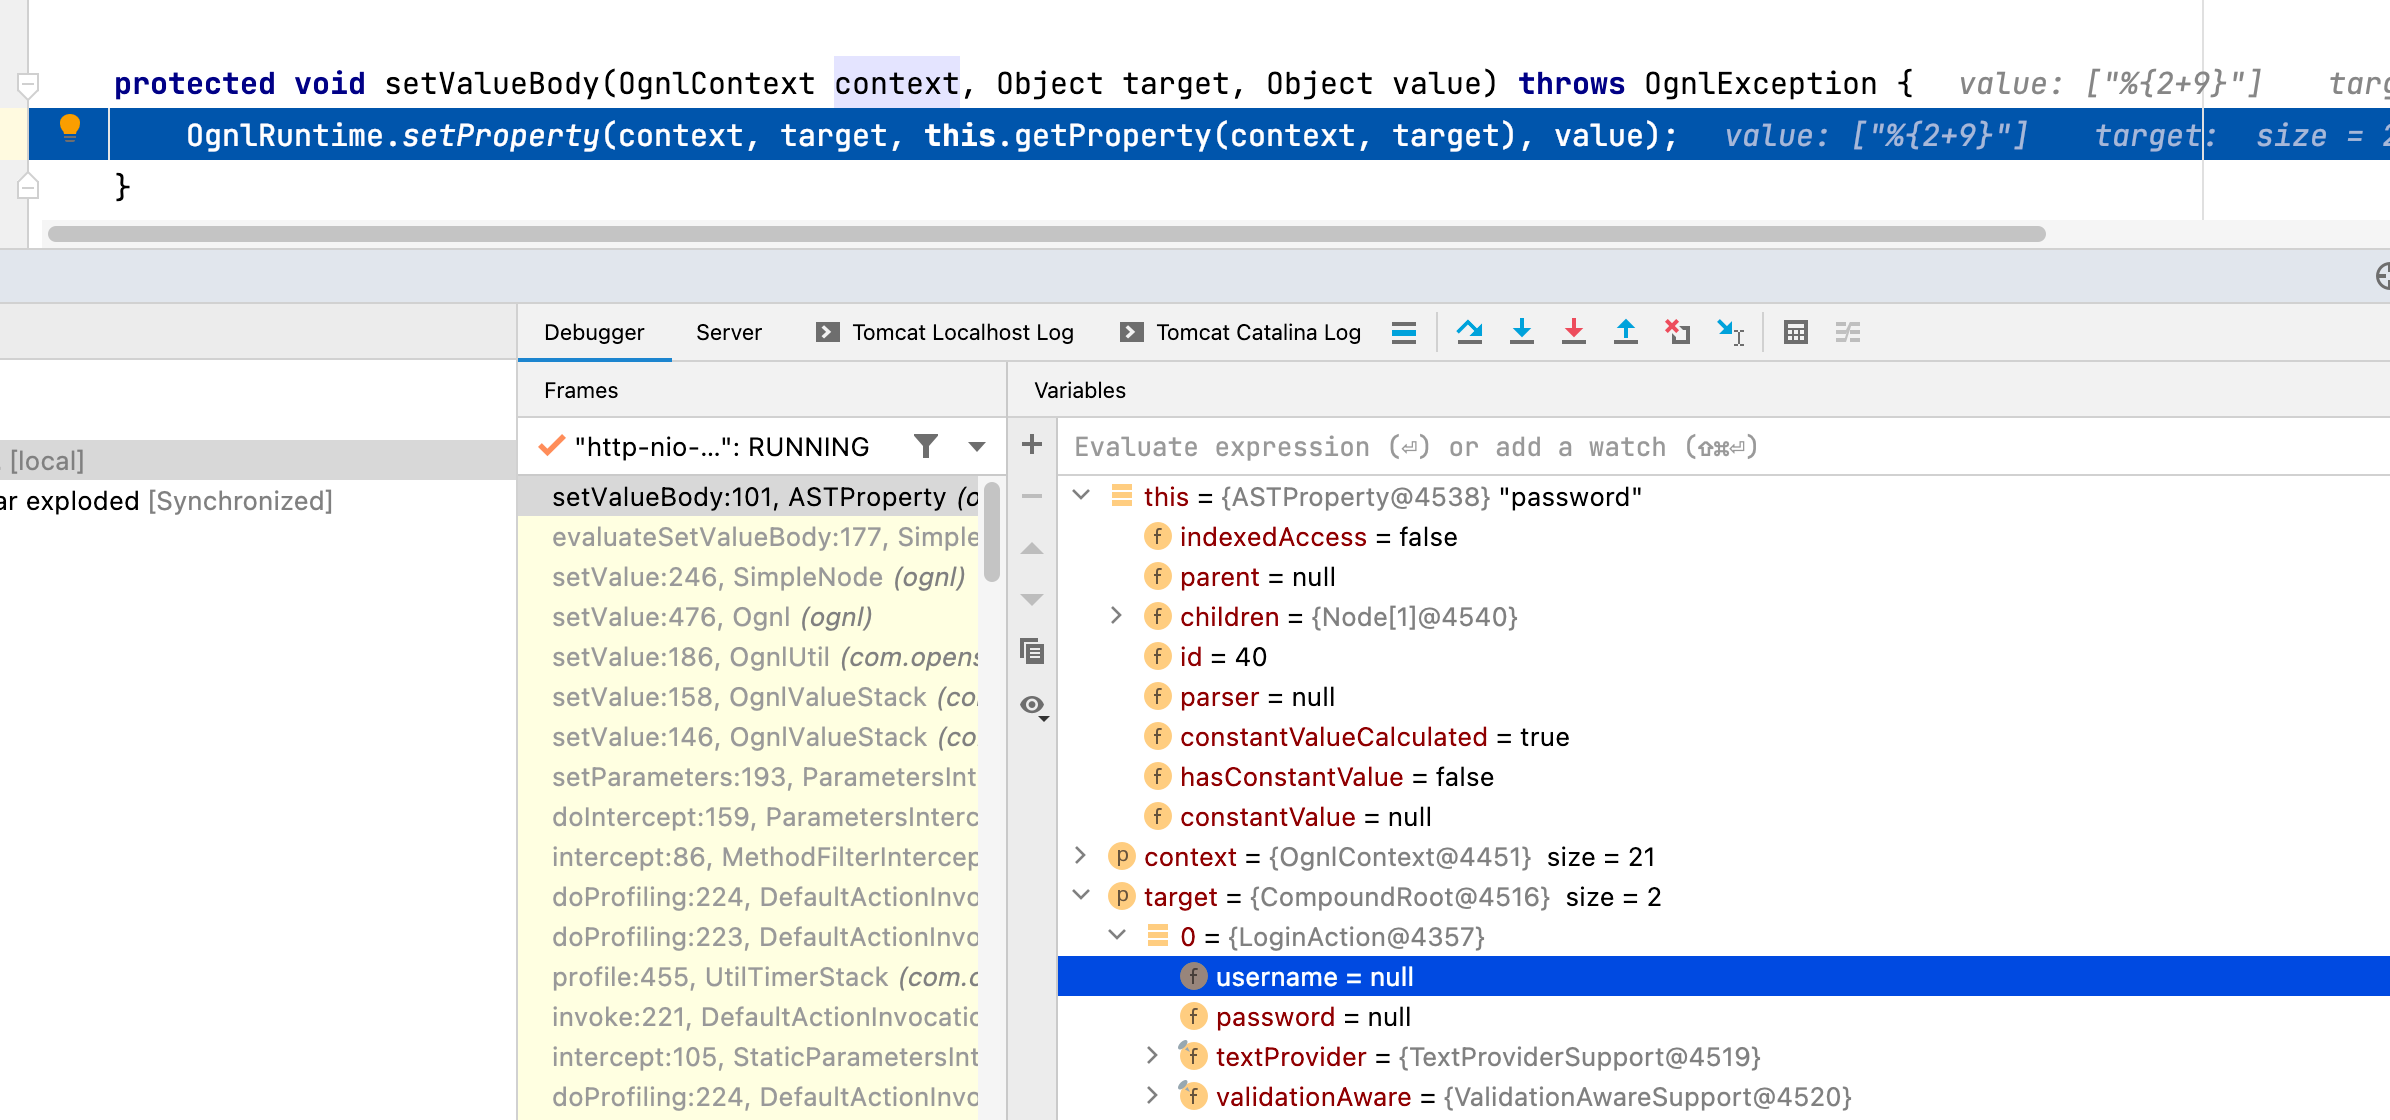 protected void setValueBody(OgnlContext context, Object target, Object value) throws OgnlException {   value: ["%{2+9}"]    targ
OgnlRuntime.setProperty(context, target, this.getProperty(context, target), value);   value: ["%{2+9}"]    target:  size = 2
}
Debugger Server Tomcat Localhost Log Tomcat Catalina Log
Frames
Variables
[local]
ar exploded [Synchronized]
"http-nio-...": RUNNING
setValueBody:101, ASTProperty (o
evaluateSetValueBody:177, Simple
setValue:246, SimpleNode (ognl)
setValue:476, Ognl (ognl)
setValue:186, OgnlUtil (com.opens
setValue:158, OgnlValueStack (co
setValue:146, OgnlValueStack (co
setParameters:193, ParametersInt
doIntercept:159, ParametersInterc
intercept:86, MethodFilterIntercep
doProfiling:224, DefaultActionInvo
doProfiling:223, DefaultActionInvo
profile:455, UtilTimerStack (com.o
invoke:221, DefaultActionInvocatio
intercept:105, StaticParametersInt
doProfiling:224, DefaultActionInvo
Evaluate expression (⏎) or add a watch (⇧⌘⏎)
this = {ASTProperty@4538} "password"
f indexedAccess = false
f parent = null
f children = {Node[1]@4540}
f id = 40
f parser = null
f constantValueCalculated = true
f hasConstantValue = false
f constantValue = null
p context = {OgnlContext@4451} size = 21
p target = {CompoundRoot@4516} size = 2
0 = {LoginAction@4357}
f username = null
f password = null
f textProvider = {TextProviderSupport@4519}
f validationAware = {ValidationAwareSupport@4520}